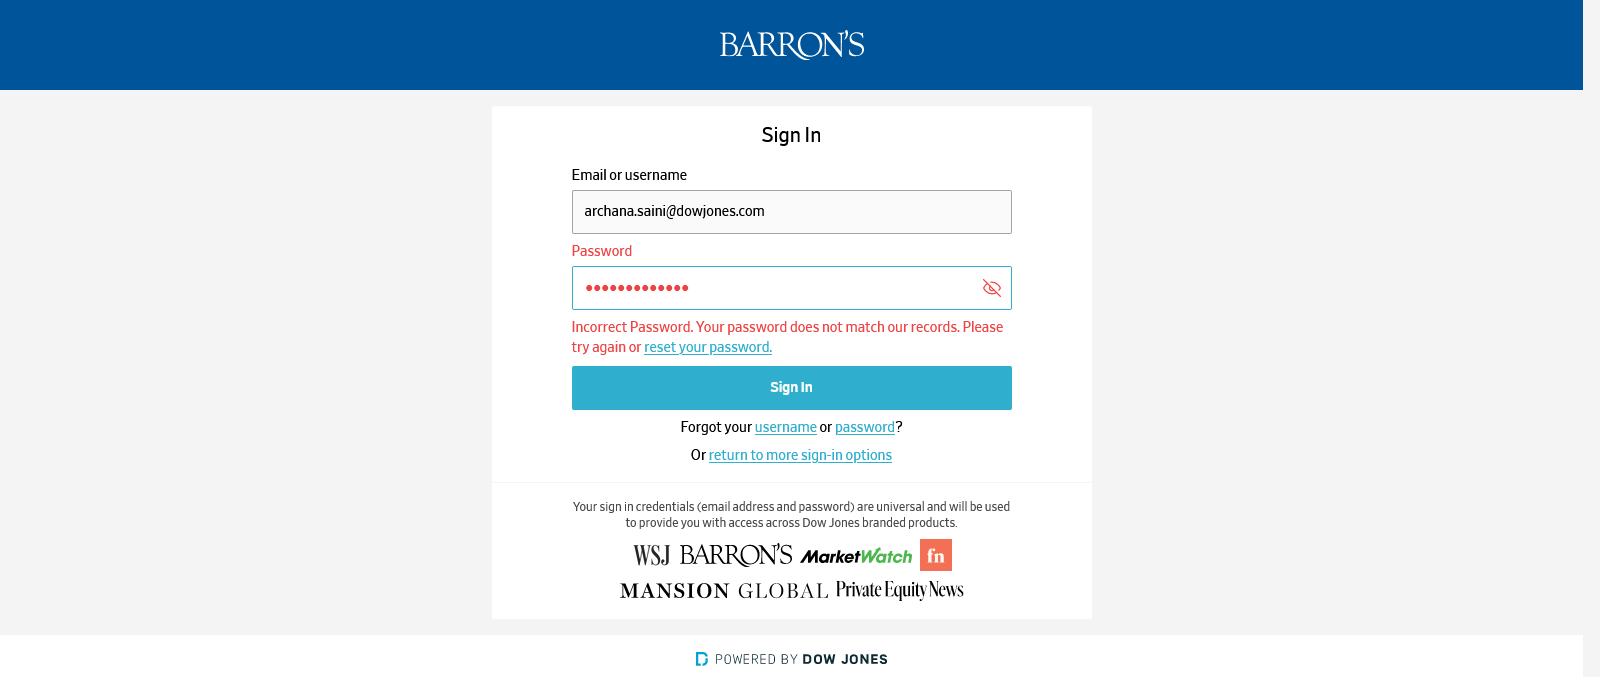 BARRON'S
Sign In
Email or username
archana.saini@dowjones.com
Password
•••••••••••••
Incorrect Password. Your password does not match our records. Please
try again or reset your password.
Sign In
Forgot your username or password?
Or return to more sign-in options
Your sign in credentials (email address and password) are universal and will be used
to provide you with access across Dow Jones branded products.
WSJ BARRON'S MarketWatch fn
MANSION GLOBAL Private Equity News
POWERED BY DOW JONES